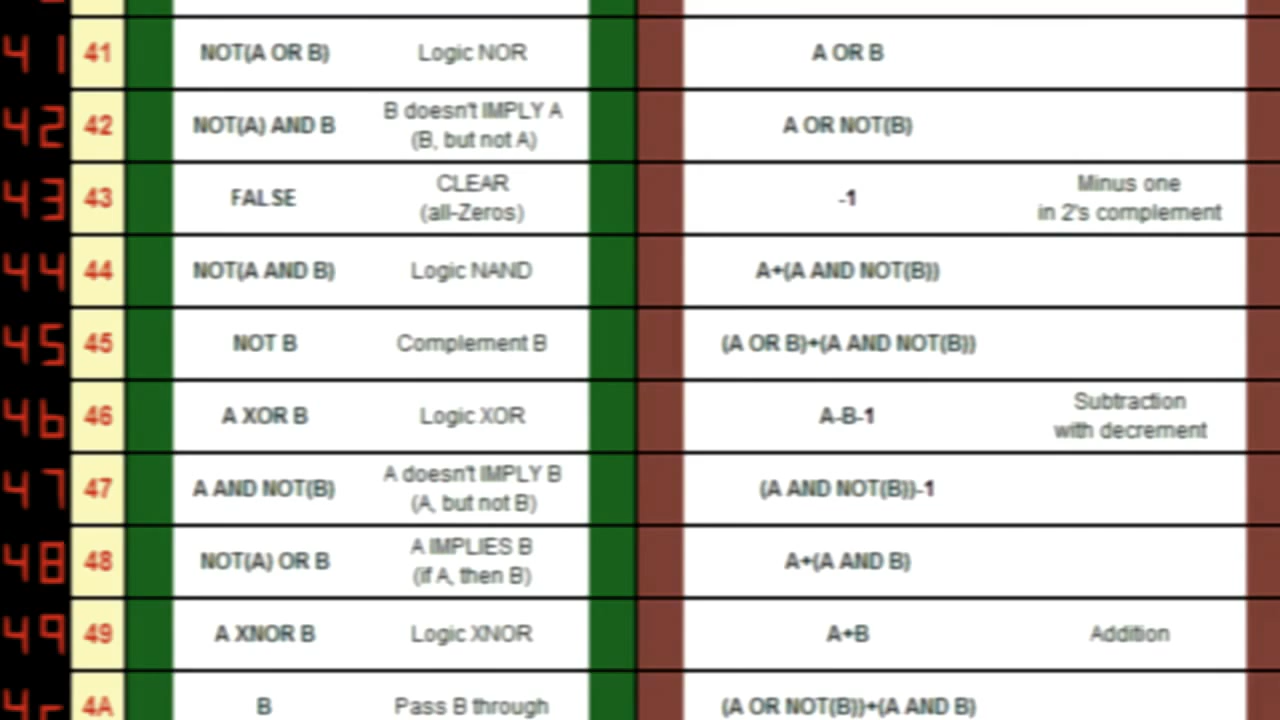 41 41 NOT(A OR B) Logic NOR A OR B
42 42 NOT(A) AND B B doesn't IMPLY A A OR NOT(B)
(B, but not A)
43 43 FALSE CLEAR -1 Minus one
(all-Zeros) in 2's complement
44 44 NOT(A AND B) Logic NAND A+(A AND NOT(B))
45 45 NOT B Complement B (A OR B)+(A AND NOT(B))
46 46 A XOR B Logic XOR A-B-1 Subtraction
with decrement
47 47 A AND NOT(B) A doesn't IMPLY B (A AND NOT(B))-1
(A, but not B)
48 48 NOT(A) OR B A IMPLIES B A+(A AND B)
(if A, then B)
49 49 A XNOR B Logic XNOR A+B Addition
4A B Pass B through (A OR NOT(B))+(A AND B)